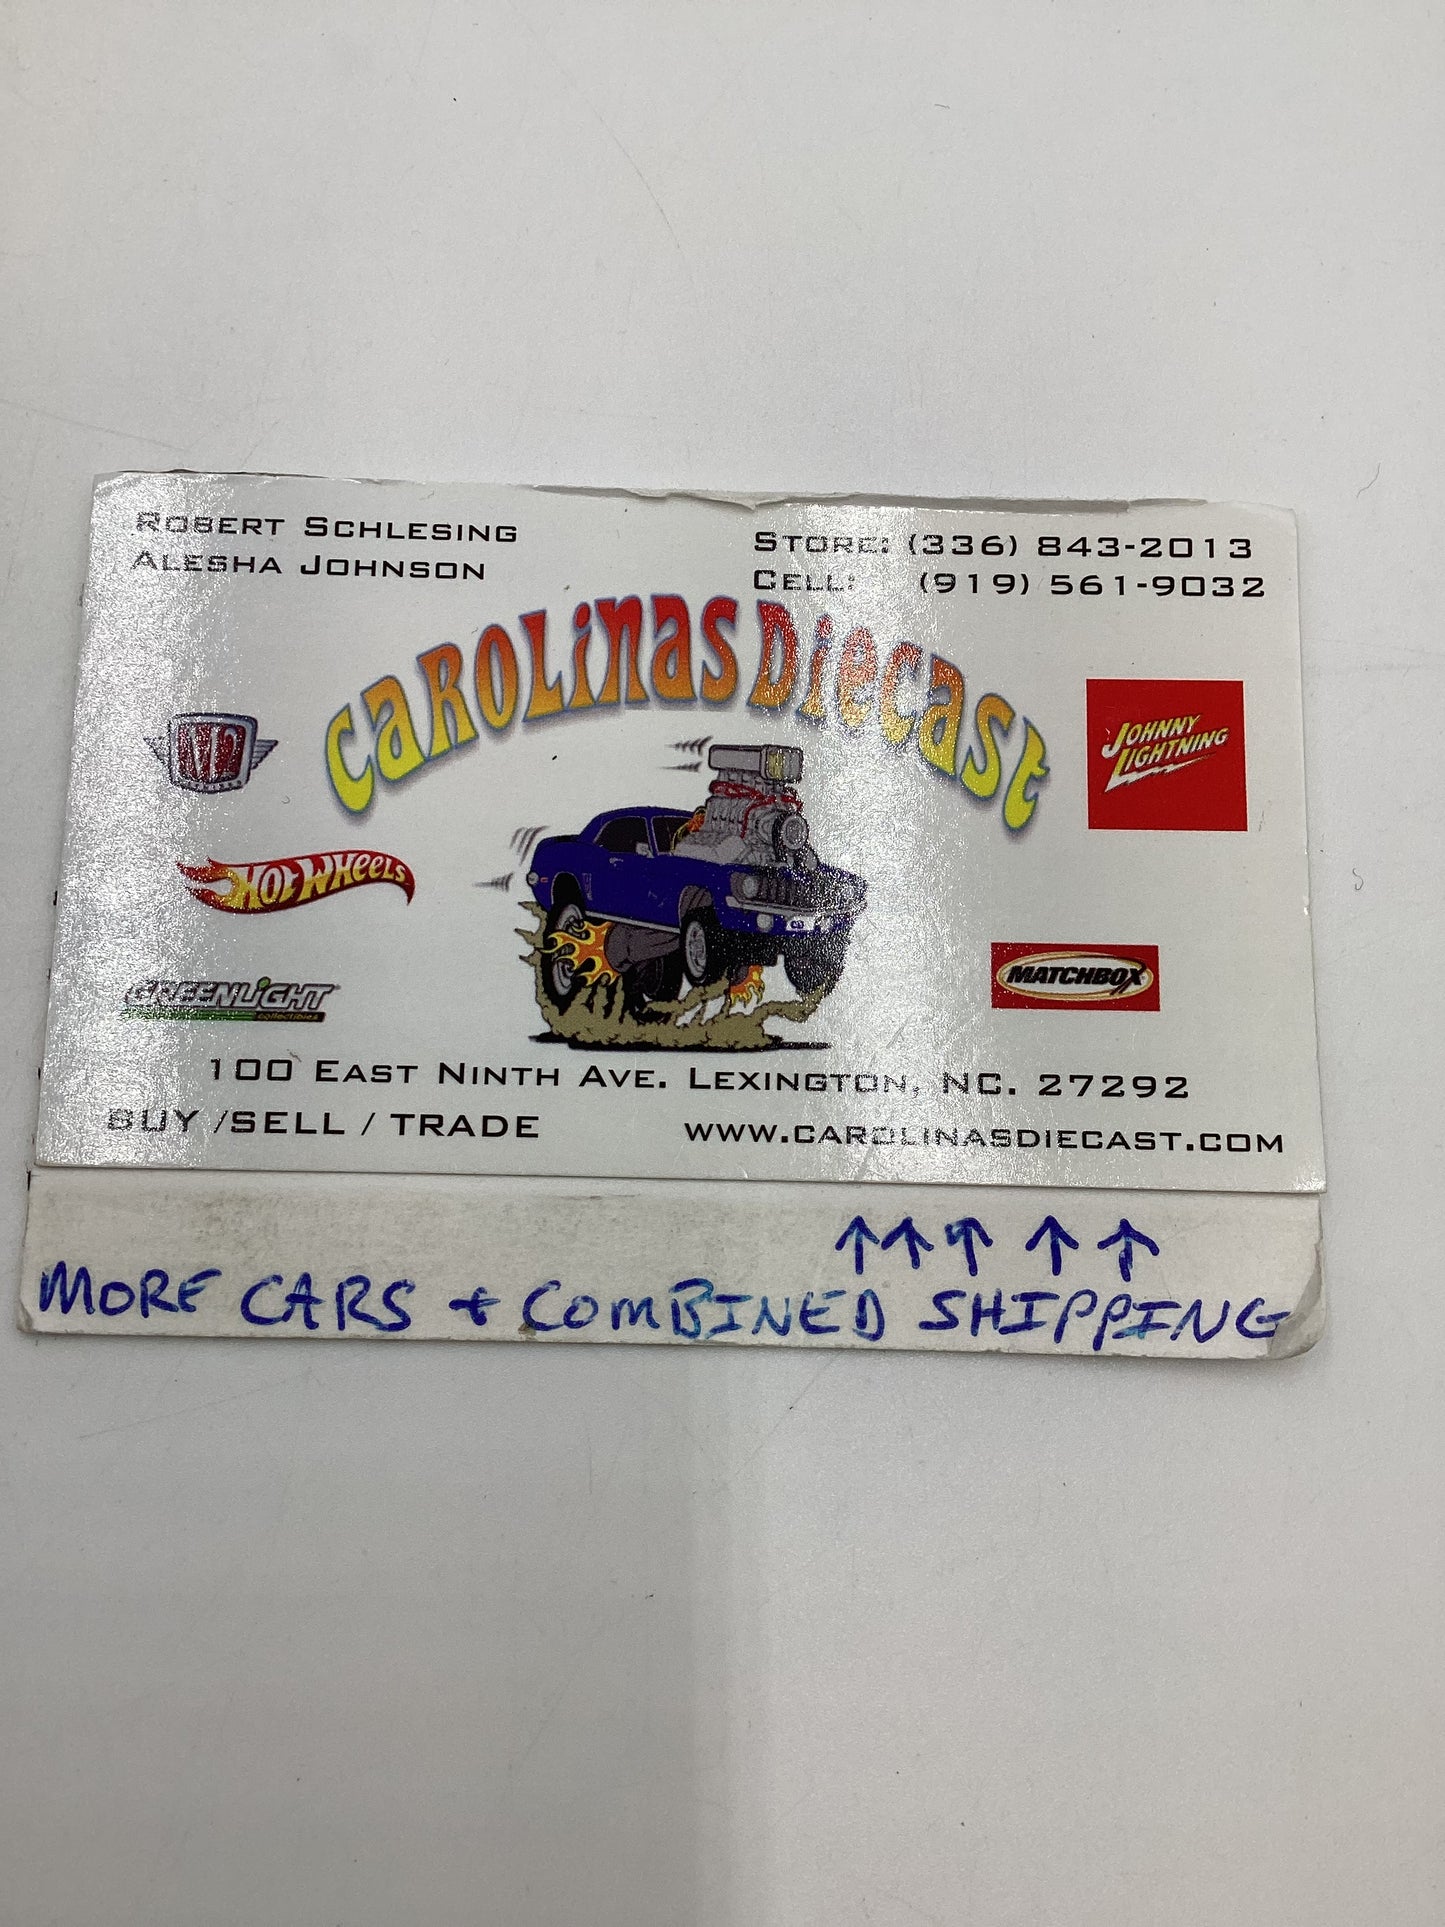 ROBERT SCHLESING
ALESHA JOHNSON
STORE: (336) 843-2013
CELL: (919) 561-9032
CAROLINAS DIECAST
M2
JOHNNY LIGHTNING
HOT WHEELS
MATCHBOX
GREENLIGHT
collectibles
100 EAST NINTH AVE. LEXINGTON, NC. 27292
BUY /SELL / TRADE
WWW.CAROLINASDIECAST.COM
↑↑↑ ↑ ↑
MORE CARS + COMBINED SHIPPING